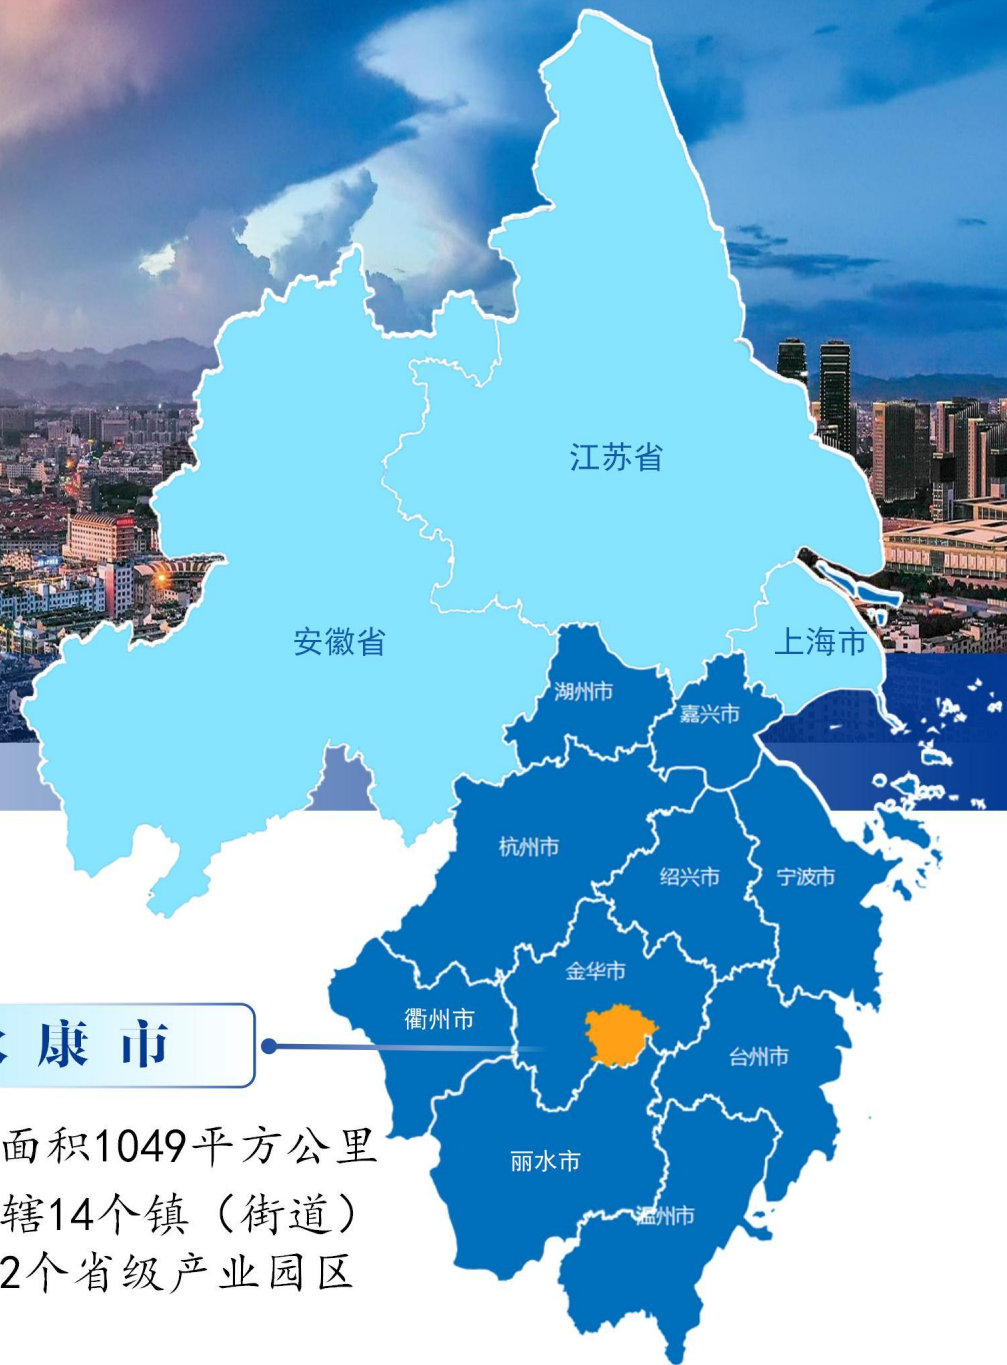 江苏省
安徽省
上海市
湖州市
嘉兴市
杭州市
绍兴市
宁波市
金华市
衢州市
永康市
台州市
面积1049平方公里
丽水市
辖14个镇（街道）
温州市
2个省级产业园区